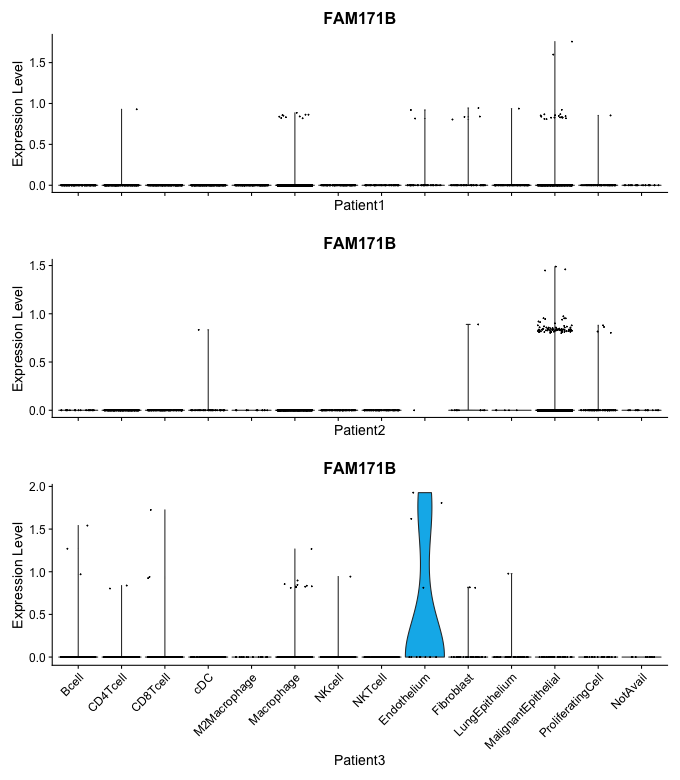 FAM171B
Expression Level
1.5
1.0
0.5
0.0
Patient1
FAM171B
Expression Level
1.5
1.0
0.5
0.0
Patient2
FAM171B
Expression Level
2.0
1.5
1.0
0.5
0.0
Bcell
CD4Tcell
CD8Tcell
cDC
M2Macrophage
Macrophage
NKcell
NKTcell
Endothelium
Fibroblast
LungEpithelium
MalignantEpithelial
ProliferatingCell
NotAvail
Patient3